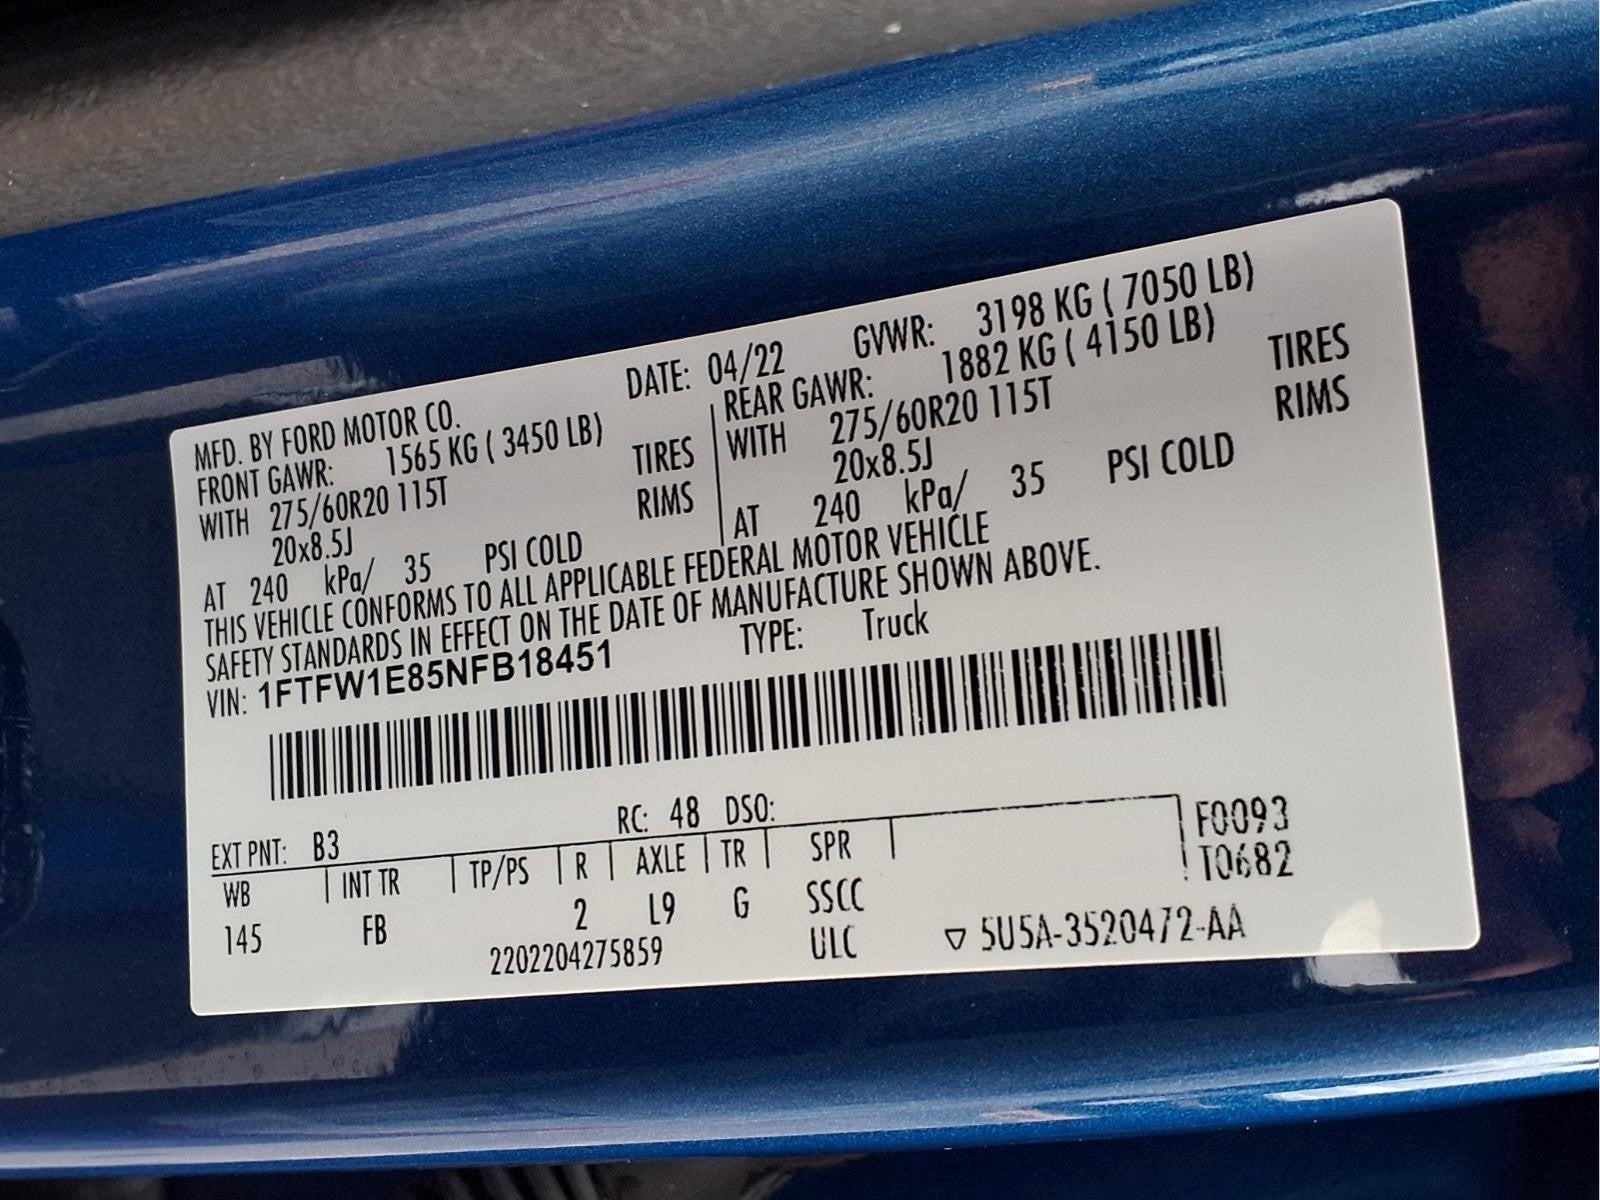 MFD. BY FORD MOTOR CO. DATE: 04/22 GVWR: 3198 KG ( 7050 LB)
FRONT GAWR: 1565 KG ( 3450 LB) REAR GAWR: 1882 KG ( 4150 LB)
WITH 275/60R20 115T TIRES WITH 275/60R20 115T TIRES
20x8.5J RIMS 20x8.5J RIMS
AT 240 kPa/ 35 PSI COLD AT 240 kPa/ 35 PSI COLD
THIS VEHICLE CONFORMS TO ALL APPLICABLE FEDERAL MOTOR VEHICLE
SAFETY STANDARDS IN EFFECT ON THE DATE OF MANUFACTURE SHOWN ABOVE.
VIN: 1FTFW1E85NFB18451 TYPE: Truck
EXT PNT: B3 RC: 48 DSO: F0093
WB INT TR TP/PS R AXLE TR SPR T0682
145 FB 2 L9 G SSCC
2202204275859 ULC ▽ 5U5A-3520472-AA